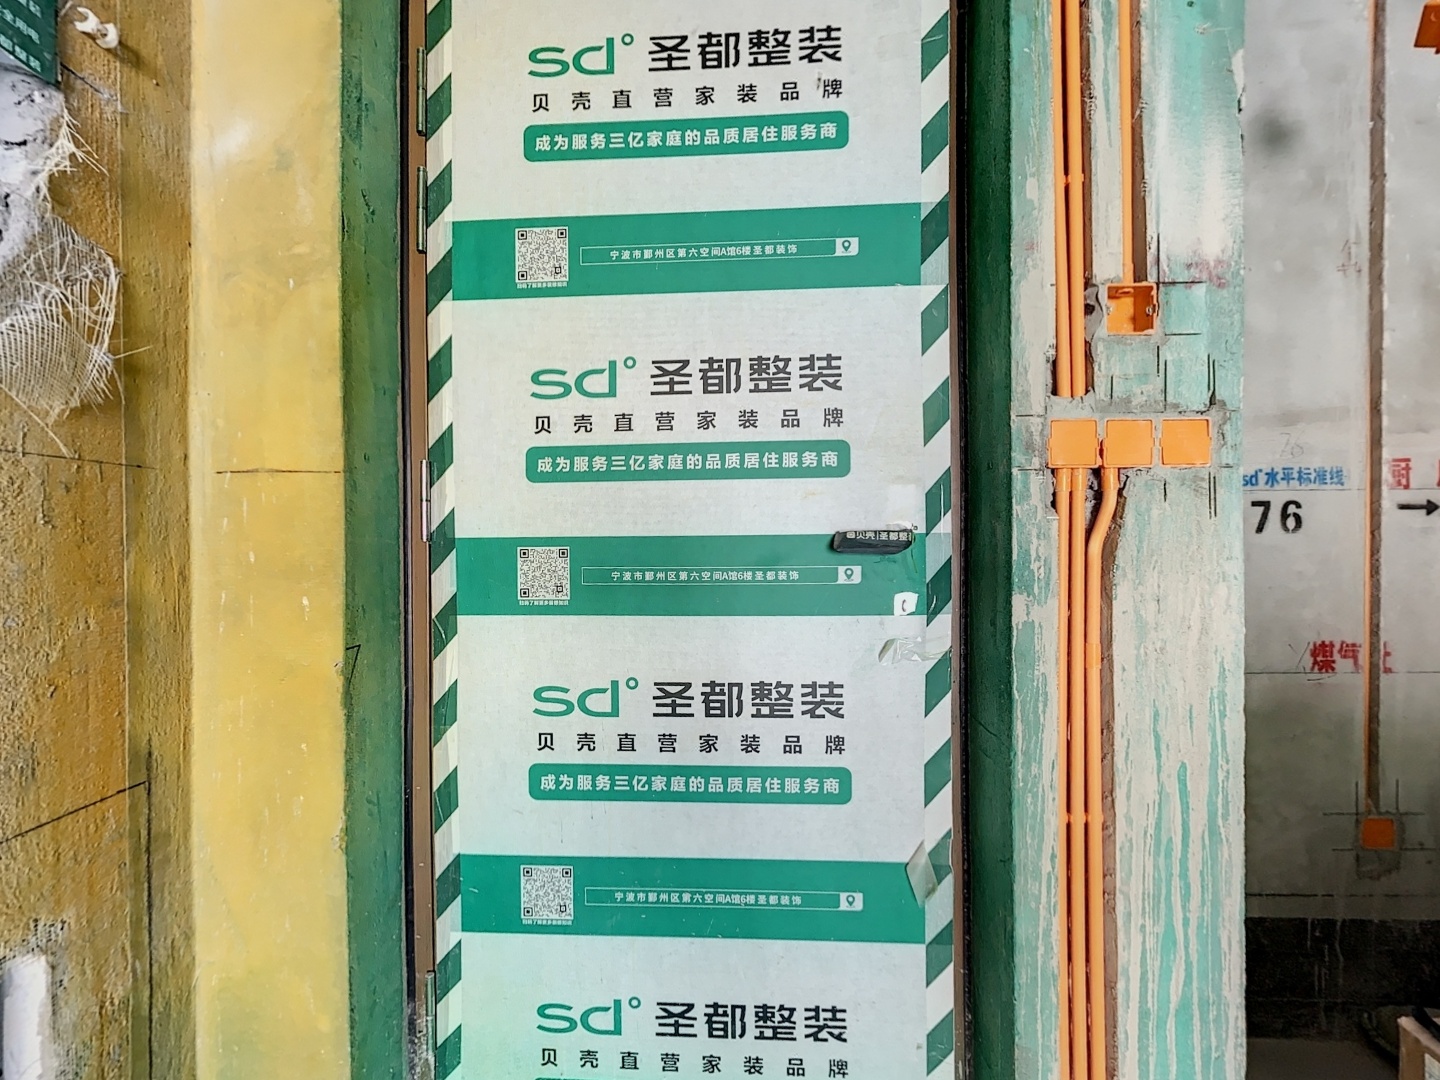 sd° 圣都整装
贝壳直营家装品牌
成为服务三亿家庭的品质居住服务商
宁波市鄞州区第六空间A馆6楼圣都装饰
sd° 圣都整装
贝壳直营家装品牌
成为服务三亿家庭的品质居住服务商
贝壳|圣都整
宁波市鄞州区第六空间A馆6楼圣都装饰
sd° 圣都整装
贝壳直营家装品牌
成为服务三亿家庭的品质居住服务商
宁波市鄞州区第六空间A馆6楼圣都装饰
sd° 圣都整装
贝壳直营家装品牌
76
sd°水平标准线
76
厨
煤气